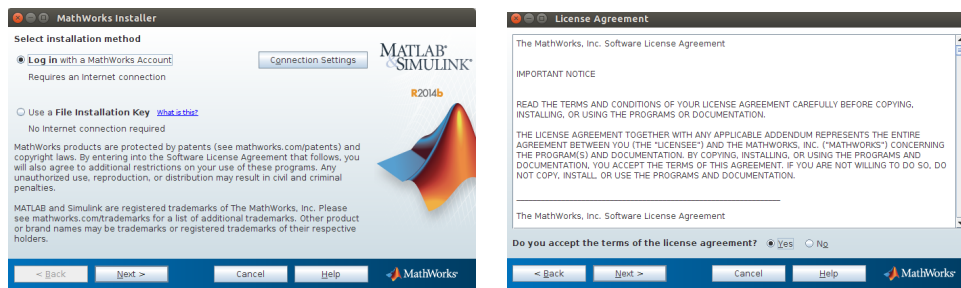 MathWorks Installer
Select installation method
Log in with a MathWorks Account
Connection Settings
Requires an Internet connection
Use a File Installation Key What is this?
No Internet connection required
MathWorks products are protected by patents (see mathworks.com/patents) and
copyright laws. By entering into the Software License Agreement that follows, you
will also agree to additional restrictions on your use of these programs. Any
unauthorized use, reproduction, or distribution may result in civil and criminal
penalties.
MATLAB and Simulink are registered trademarks of The MathWorks, Inc. Please
see mathworks.com/trademarks for a list of additional trademarks. Other product
or brand names may be trademarks or registered trademarks of their respective
holders.
MATLAB®
&SIMULINK®
R2014b
< Back Next > Cancel Help MathWorks®
License Agreement
The MathWorks, Inc. Software License Agreement
IMPORTANT NOTICE
READ THE TERMS AND CONDITIONS OF YOUR LICENSE AGREEMENT CAREFULLY BEFORE COPYING,
INSTALLING, OR USING THE PROGRAMS OR DOCUMENTATION.
THE LICENSE AGREEMENT TOGETHER WITH ANY APPLICABLE ADDENDUM REPRESENTS THE ENTIRE
AGREEMENT BETWEEN YOU (THE "LICENSEE") AND THE MATHWORKS, INC. ("MATHWORKS") CONCERNING
THE PROGRAM(S) AND DOCUMENTATION. BY COPYING, INSTALLING, OR USING THE PROGRAMS AND
DOCUMENTATION, YOU ACCEPT THE TERMS OF THIS AGREEMENT. IF YOU ARE NOT WILLING TO DO SO, DO
NOT COPY, INSTALL, OR USE THE PROGRAMS AND DOCUMENTATION.
The MathWorks, Inc. Software License Agreement
Do you accept the terms of the license agreement? Yes No
< Back Next > Cancel Help MathWorks®